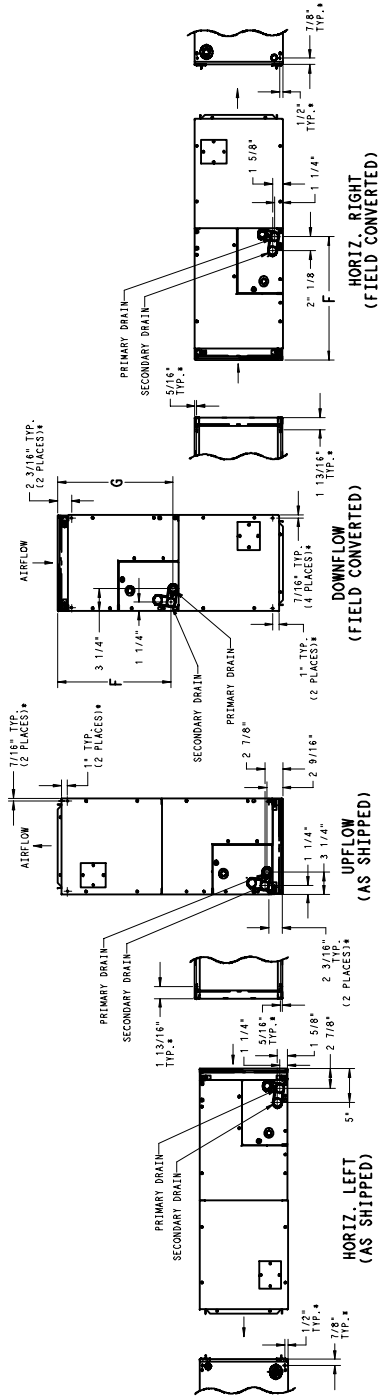 PRIMARY DRAIN
SECONDARY DRAIN
1 13/16"
TYP.*
1 1/4"
5/16"
TYP.*
1 5/8"
2 7/8"
5"
1/2"
TYP.*
7/8"
TYP.*
HORIZ. LEFT
(AS SHIPPED)
AIRFLOW
7/16" TYP.
(2 PLACES)*
1" TYP.
(2 PLACES)*
PRIMARY DRAIN
SECONDARY DRAIN
2 7/8"
2 9/16"
1 1/4"
3 1/4"
2 3/16"
TYP.
(2 PLACES)*
UPFLOW
(AS SHIPPED)
AIRFLOW
2 3/16" TYP.
(2 PLACES)*
F
G
3 1/4"
1 1/4"
SECONDARY DRAIN
PRIMARY DRAIN
7/16" TYP.
(4 PLACES)*
1" TYP.
(2 PLACES)*
DOWNFLOW
(FIELD CONVERTED)
PRIMARY DRAIN
SECONDARY DRAIN
5/16"
TYP.*
1 13/16"
TYP.*
7/8"
TYP.*
1/2"
TYP.*
1 5/8"
1 1/4"
2" 1/8
F
HORIZ. RIGHT
(FIELD CONVERTED)